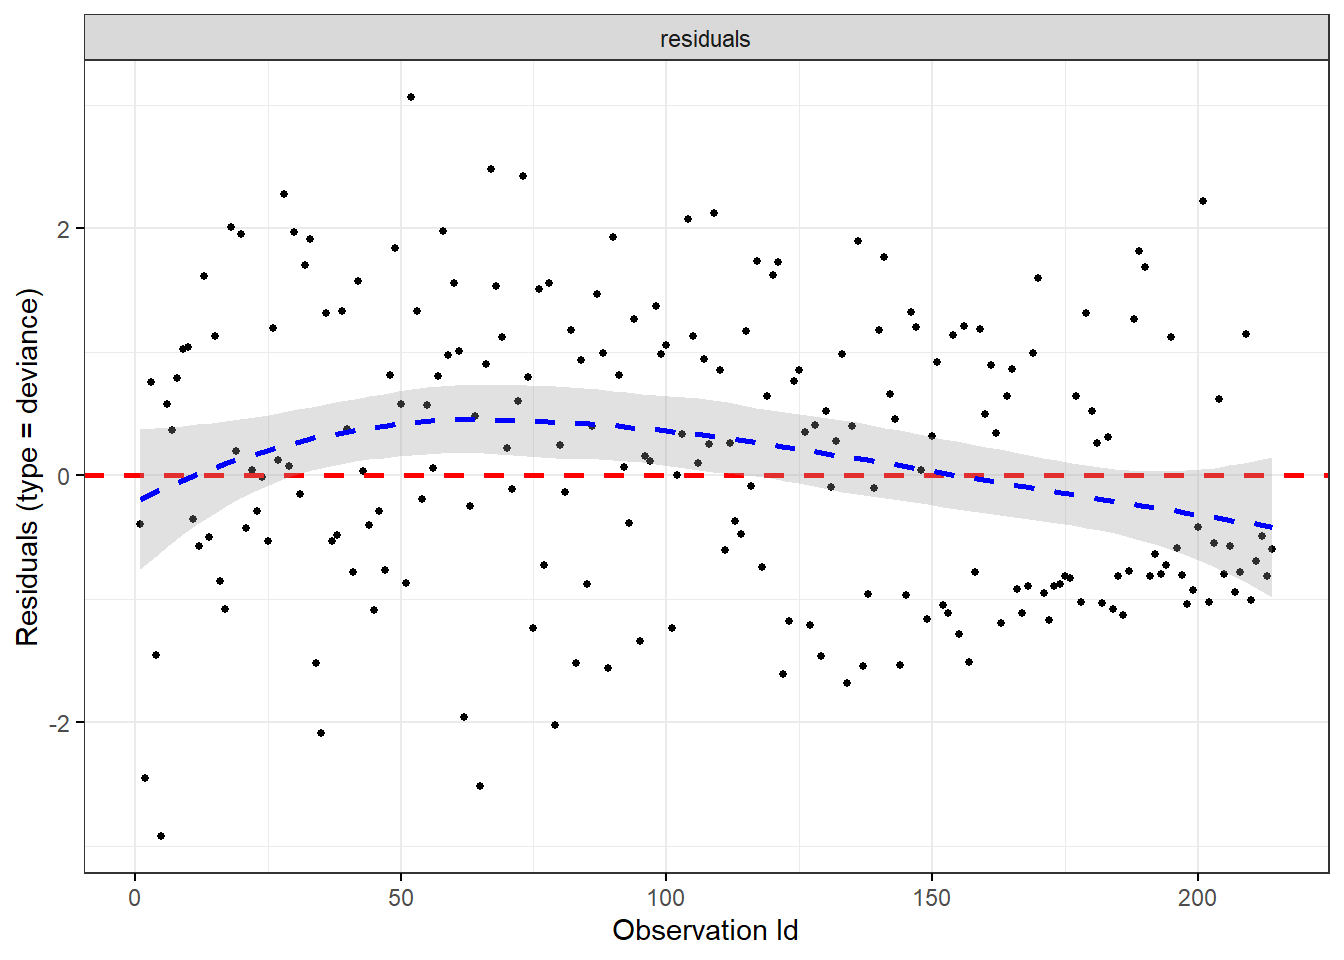 residuals
Residuals (type = deviance)
2
0
-2
0 50 100 150 200
Observation Id